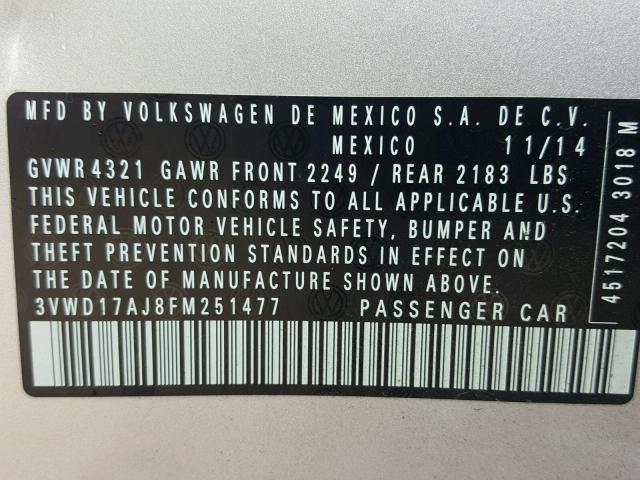 MFD BY VOLKSWAGEN DE MEXICO S.A. DE C.V.
MEXICO 11/14
GVWR 4321 GAWR FRONT 2249 / REAR 2183 LBS
THIS VEHICLE CONFORMS TO ALL APPLICABLE U.S.
FEDERAL MOTOR VEHICLE SAFETY, BUMPER AND
THEFT PREVENTION STANDARDS IN EFFECT ON
THE DATE OF MANUFACTURE SHOWN ABOVE.
3VWD17AJ8FM251477 PASSENGER CAR
4517204 3018 M